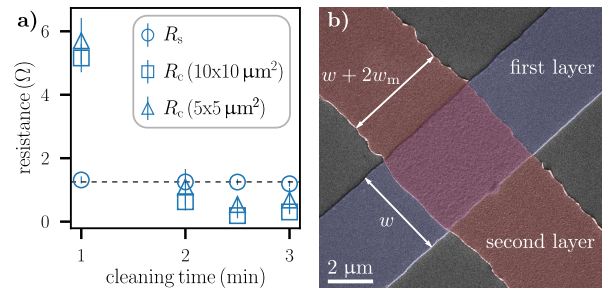 a)
6
4
2
0
resistance (Ω)
R_s
R_c (10x10 μm²)
R_c (5x5 μm²)
1
2
3
cleaning time (min)
b)
w + 2w_m
first layer
w
second layer
2 μm